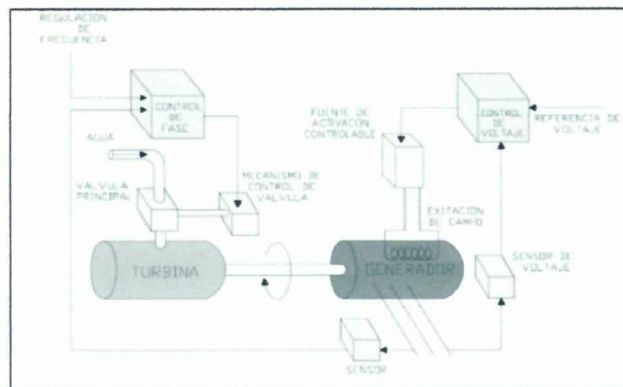 REGULACION
DE
FRECUENCIA
CONTROL
DE
FASE
FUENTE DE
ACTIVACION
CONTROLABLE
CONTROL
DE
VOLTAJE
REFERENCIA
DE VOLTAJE
AGUA
VALVULA
PRINCIPAL
MECANISMO DE
CONTROL DE
VALVULA
EXITACION
DE CAMPO
TURBINA
GENERADOR
SENSOR DE
VOLTAJE
SENSOR